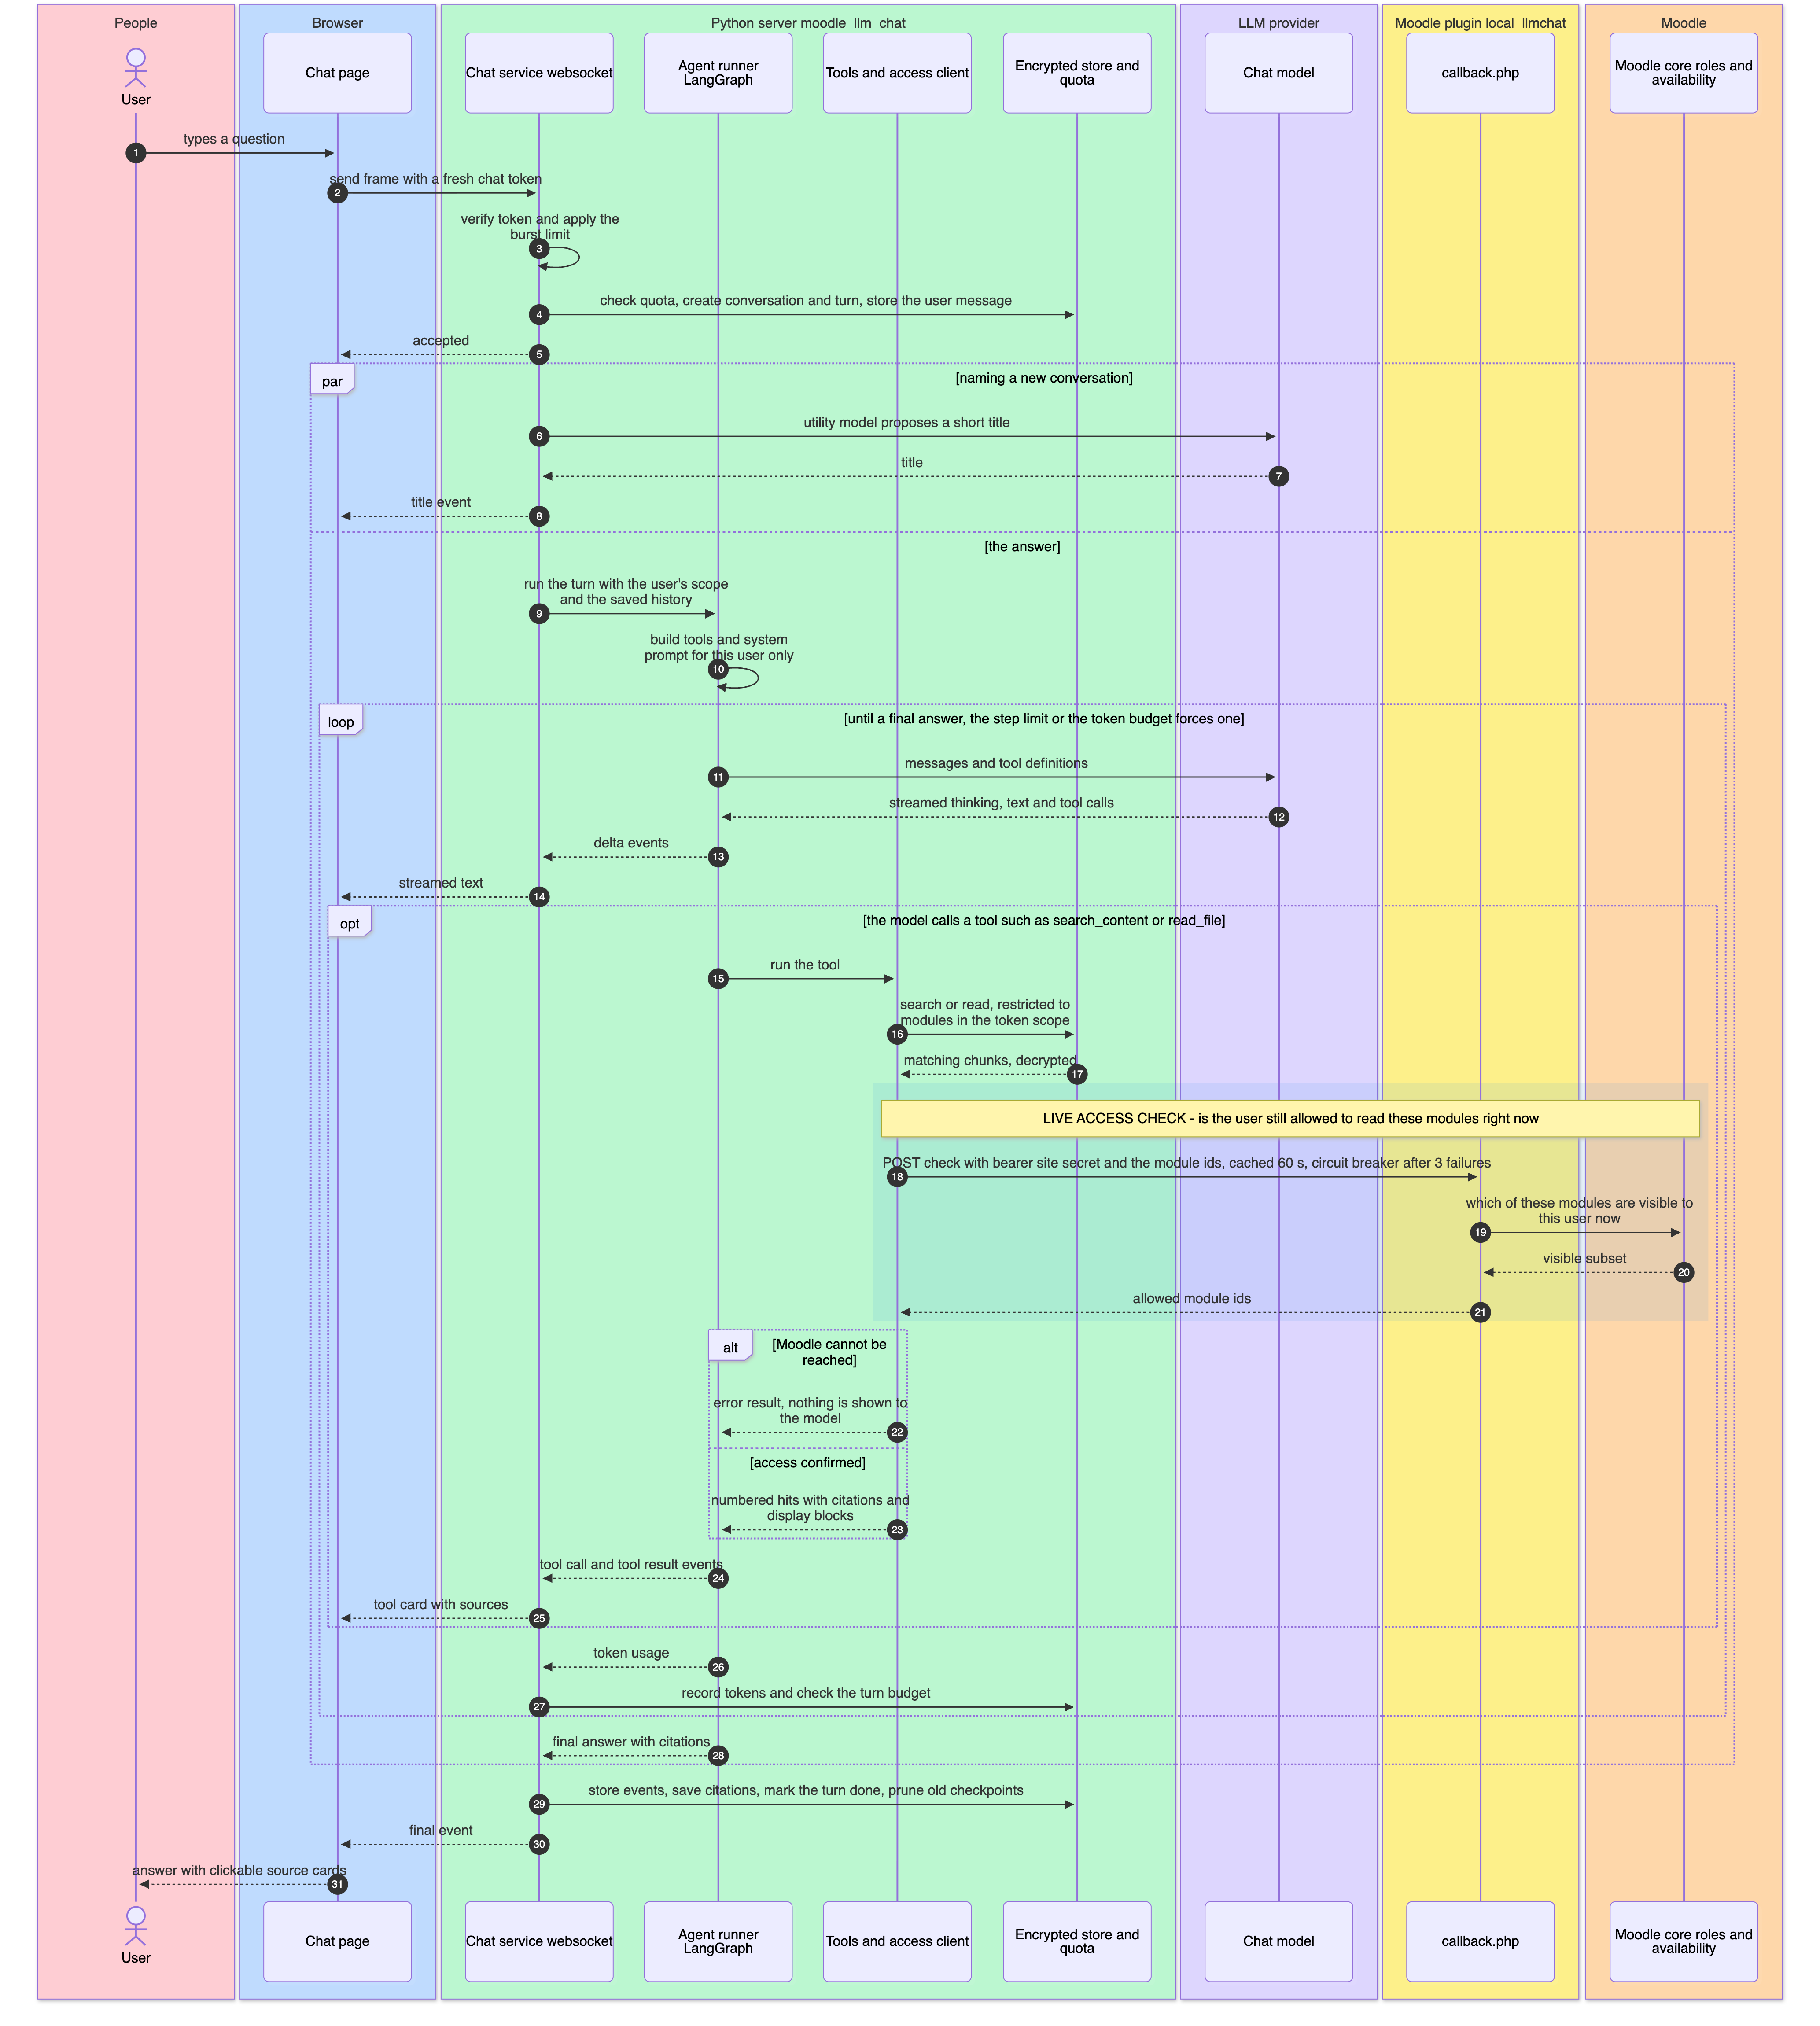 People
Browser
Python server moodle_llm_chat
LLM provider
Moodle plugin local_llmchat
Moodle
User
Chat page
Chat service websocket
Agent runner
LangGraph
Tools and access client
Encrypted store and
quota
Chat model
callback.php
Moodle core roles and
availability
types a question
1
send frame with a fresh chat token
2
verify token and apply the
burst limit
3
check quota, create conversation and turn, store the user message
4
accepted
5
par
[naming a new conversation]
utility model proposes a short title
6
title
7
title event
8
[the answer]
run the turn with the user's scope
and the saved history
9
build tools and system
prompt for this user only
10
loop
[until a final answer, the step limit or the token budget forces one]
messages and tool definitions
11
streamed thinking, text and tool calls
12
delta events
13
streamed text
14
opt
[the model calls a tool such as search_content or read_file]
run the tool
15
search or read, restricted to
modules in the token scope
16
matching chunks, decrypted
17
LIVE ACCESS CHECK - is the user still allowed to read these modules right now
POST check with bearer site secret and the module ids, cached 60 s, circuit breaker after 3 failures
18
which of these modules are visible to
this user now
19
visible subset
20
allowed module ids
21
alt
[Moodle cannot be
reached]
error result, nothing is shown to
the model
22
[access confirmed]
numbered hits with citations and
display blocks
23
tool call and tool result events
24
tool card with sources
25
token usage
26
record tokens and check the turn budget
27
final answer with citations
28
store events, save citations, mark the turn done, prune old checkpoints
29
final event
30
answer with clickable source cards
31
User
Chat page
Chat service websocket
Agent runner
LangGraph
Tools and access client
Encrypted store and
quota
Chat model
callback.php
Moodle core roles and
availability